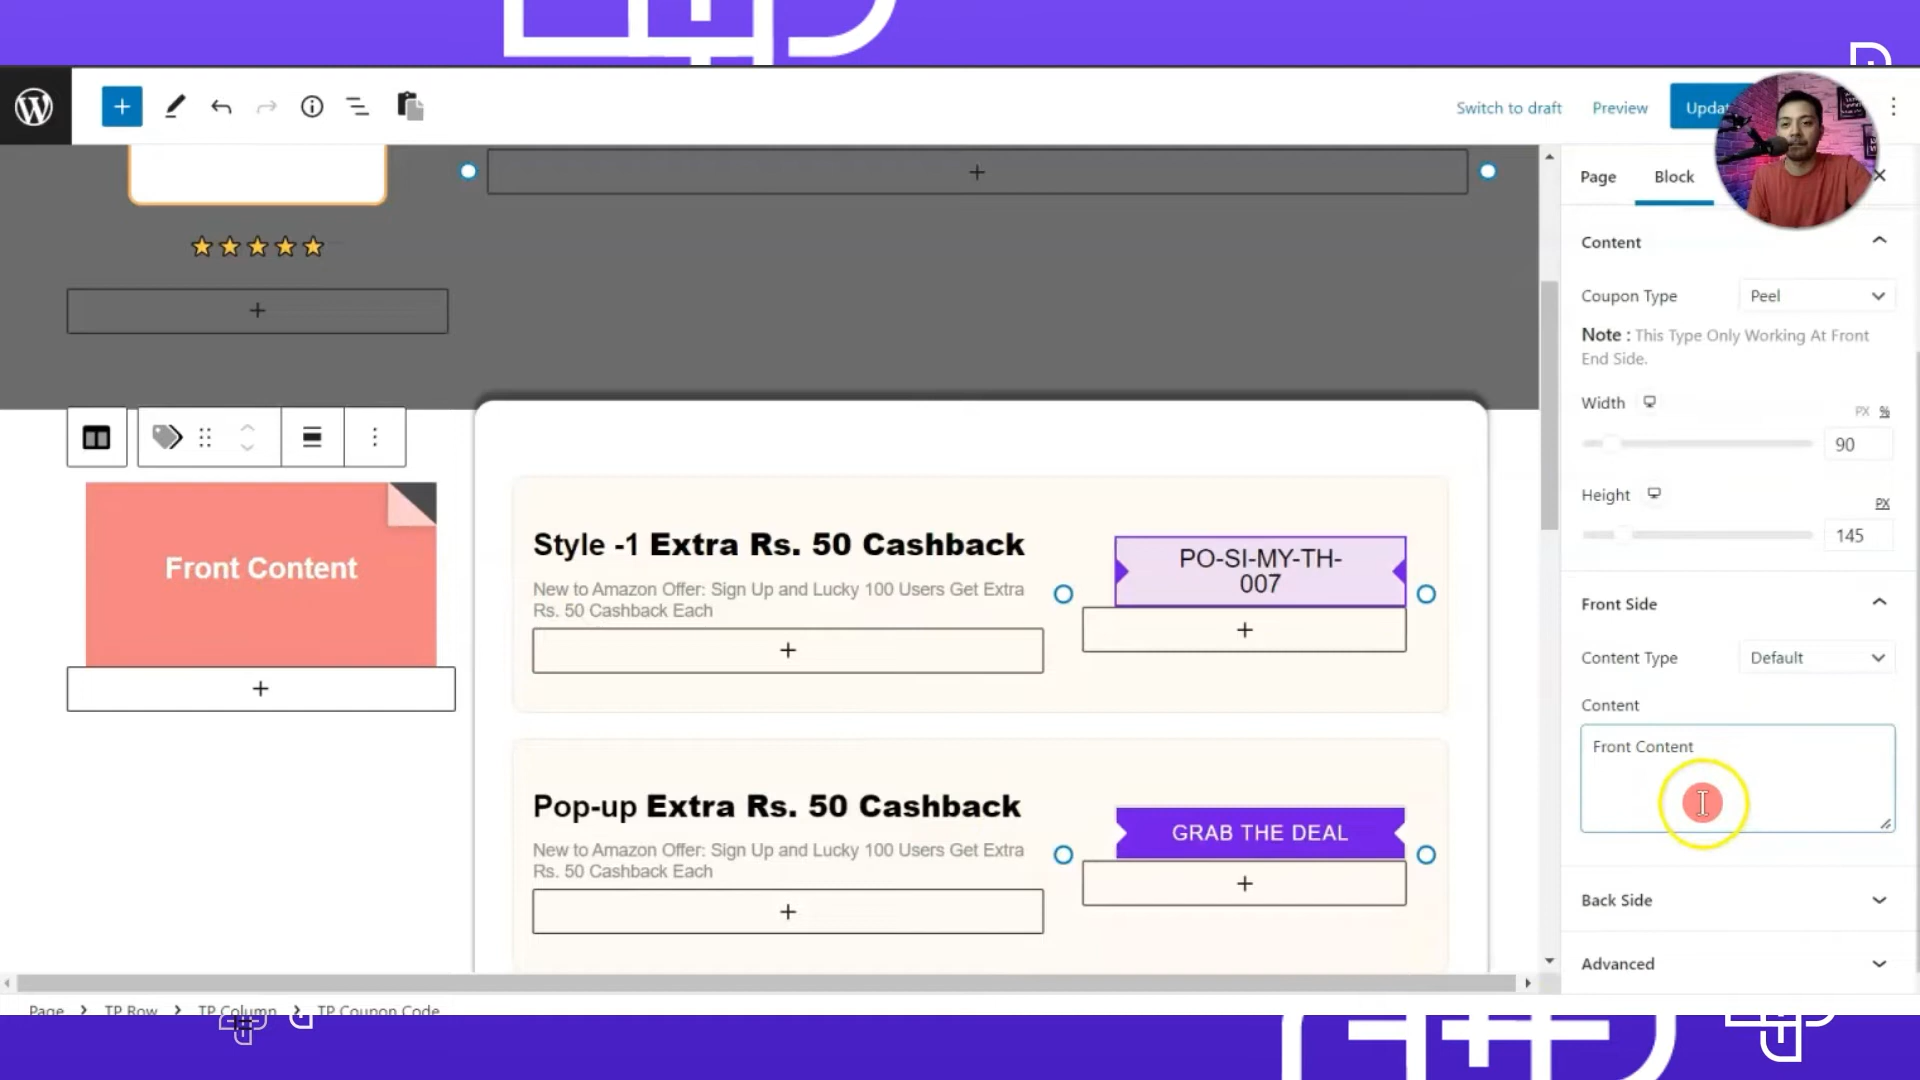 Switch to draft
Preview
Updat
Page
Block
Content
Coupon Type
Peel
Note : This Type Only Working At Front
End Side.
Width
PX %
90
Height
PX
145
Front Side
Content Type
Default
Content
Front Content
Back Side
Advanced
Front Content
Style -1 Extra Rs. 50 Cashback
New to Amazon Offer: Sign Up and Lucky 100 Users Get Extra
Rs. 50 Cashback Each
PO-SI-MY-TH-
007
Pop-up Extra Rs. 50 Cashback
New to Amazon Offer: Sign Up and Lucky 100 Users Get Extra
Rs. 50 Cashback Each
GRAB THE DEAL
Page > TP Row > TP Column > TP Coupon Code